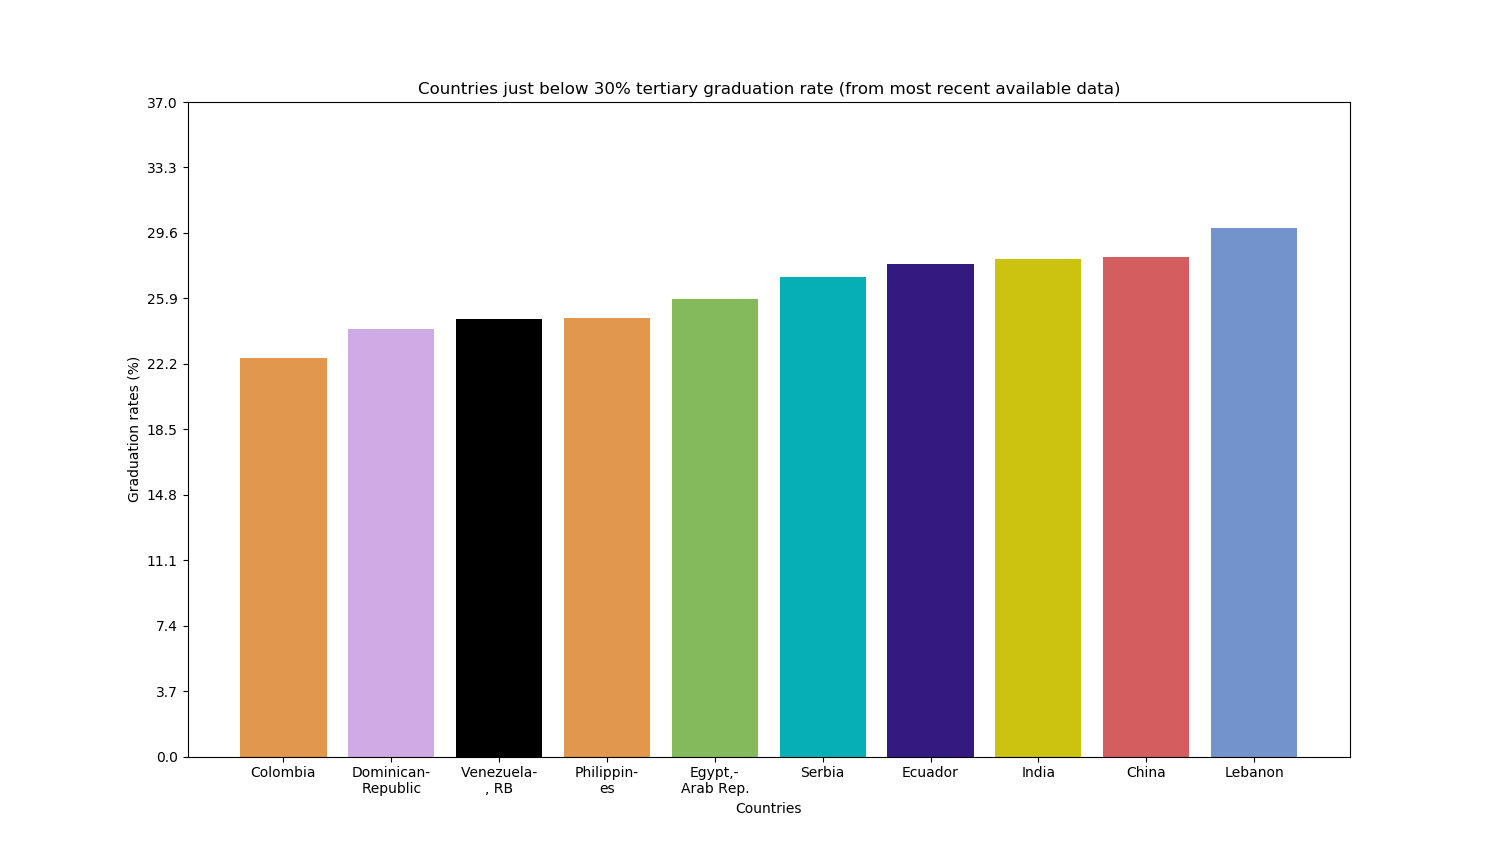 Countries just below 30% tertiary graduation rate (from most recent available data)
37.0
33.3
29.6
25.9
22.2
18.5
14.8
11.1
7.4
3.7
0.0
Graduation rates (%)
Colombia
Dominican-
Republic
Venezuela-
, RB
Philippin-
es
Egypt,-
Arab Rep.
Serbia
Ecuador
India
China
Lebanon
Countries